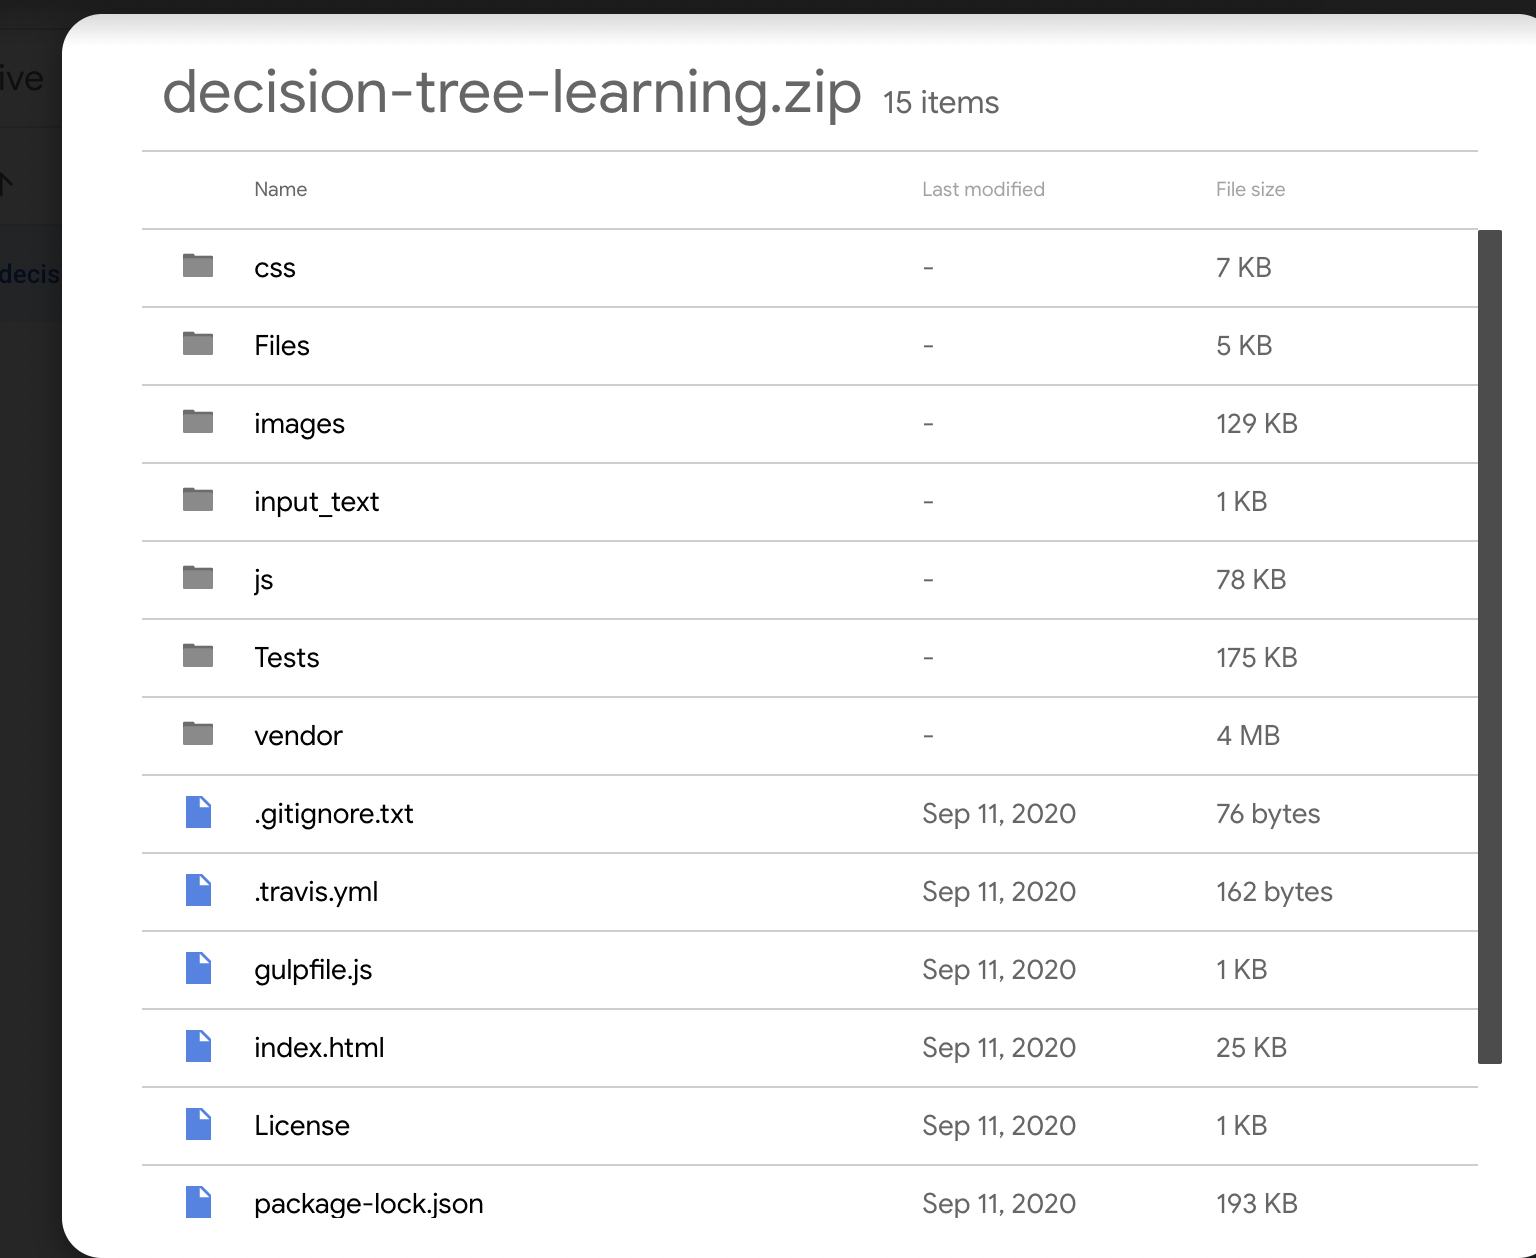 ive
decis
decision-tree-learning.zip 15 items
Name Last modified File size
css - 7 KB
Files - 5 KB
images - 129 KB
input_text - 1 KB
js - 78 KB
Tests - 175 KB
vendor - 4 MB
.gitignore.txt Sep 11, 2020 76 bytes
.travis.yml Sep 11, 2020 162 bytes
gulpfile.js Sep 11, 2020 1 KB
index.html Sep 11, 2020 25 KB
License Sep 11, 2020 1 KB
package-lock.json Sep 11, 2020 193 KB